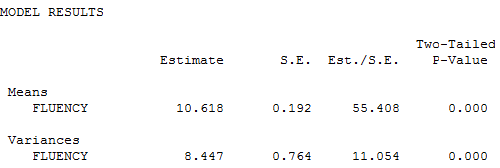 MODEL RESULTS
Two-Tailed
Estimate S.E. Est./S.E. P-Value
Means
FLUENCY 10.618 0.192 55.408 0.000
Variances
FLUENCY 8.447 0.764 11.054 0.000